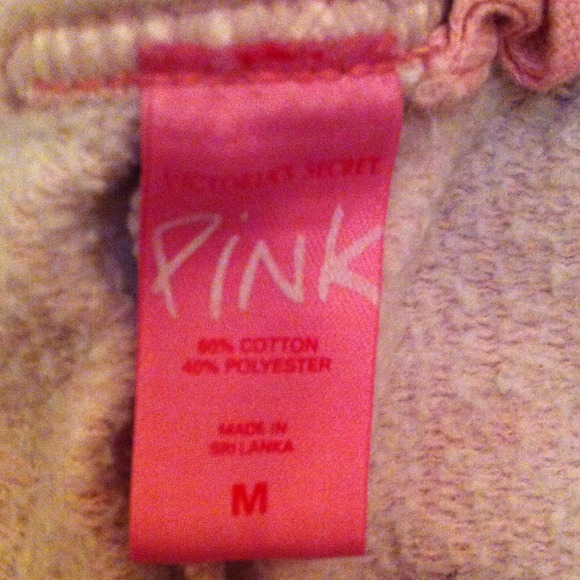 VICTORIA'S SECRET
PINK
60% COTTON
40% POLYESTER
MADE IN
SRI LANKA
M